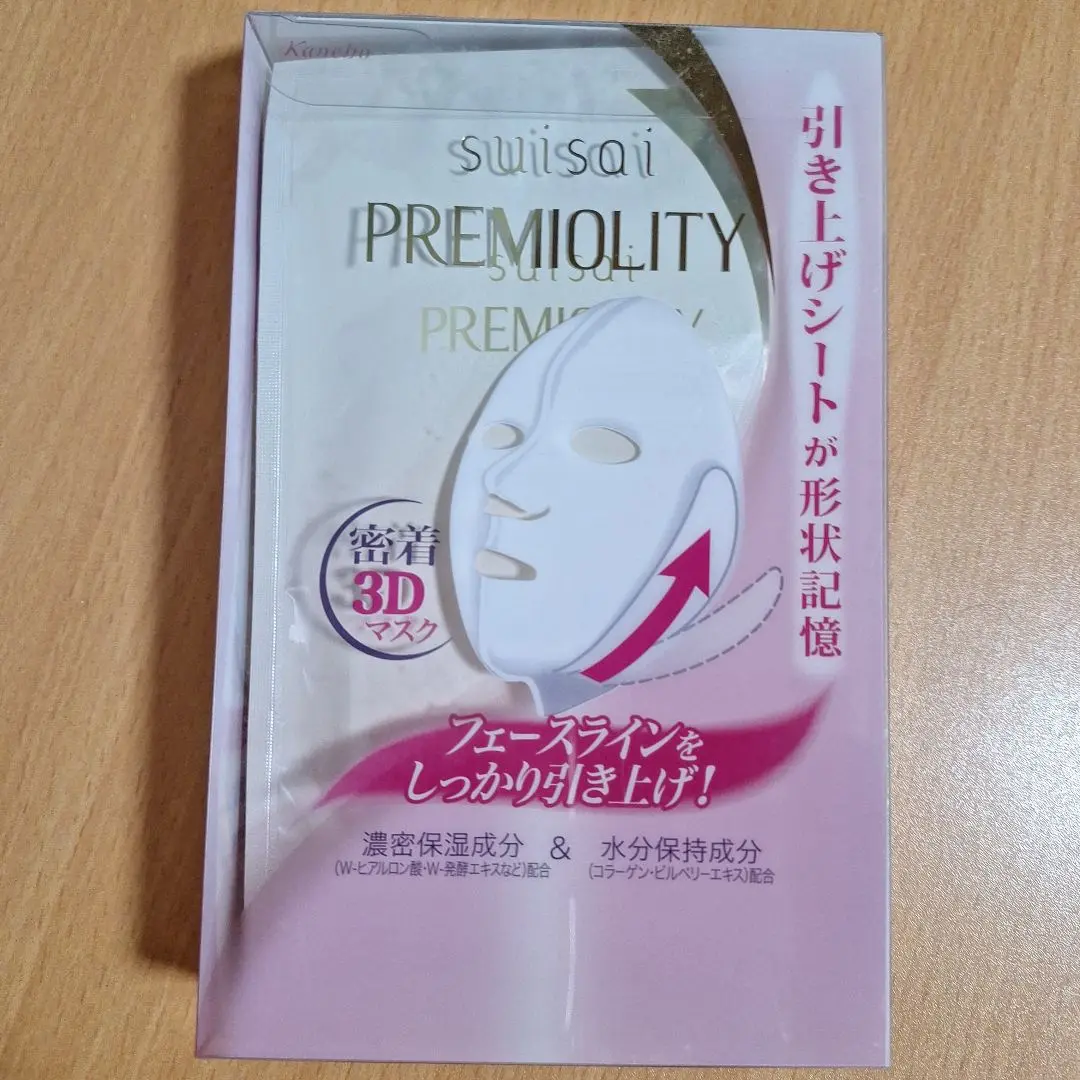 Kanebo
suisai
PREMIOLITY
suisai
引き上げシートが形状記憶
密着
3D
マスク
フェースラインを
しっかり引き上げ!
濃密保湿成分 & 水分保持成分
(W-ヒアルロン酸・W-発酵エキスなど)配合 (コラーゲン・ビルベリーエキス)配合